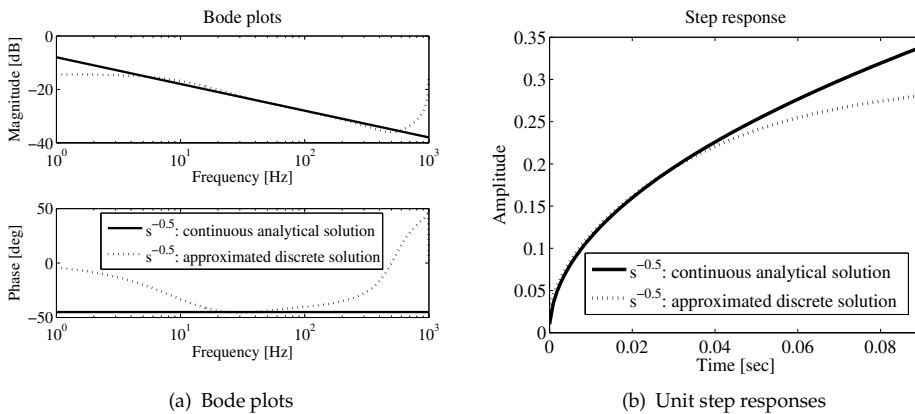 Bode plots
Magnitude [dB]
0
−20
−40
10^0
10^1
10^2
10^3
Frequency [Hz]
Phase [deg]
50
0
−50
s^−0.5: continuous analytical solution
s^−0.5: approximated discrete solution
10^0
10^1
10^2
10^3
Frequency [Hz]
(a) Bode plots
Step response
Amplitude
0.35
0.3
0.25
0.2
0.15
0.1
0.05
0
s^−0.5: continuous analytical solution
s^−0.5: approximated discrete solution
0
0.02
0.04
0.06
0.08
Time [sec]
(b) Unit step responses